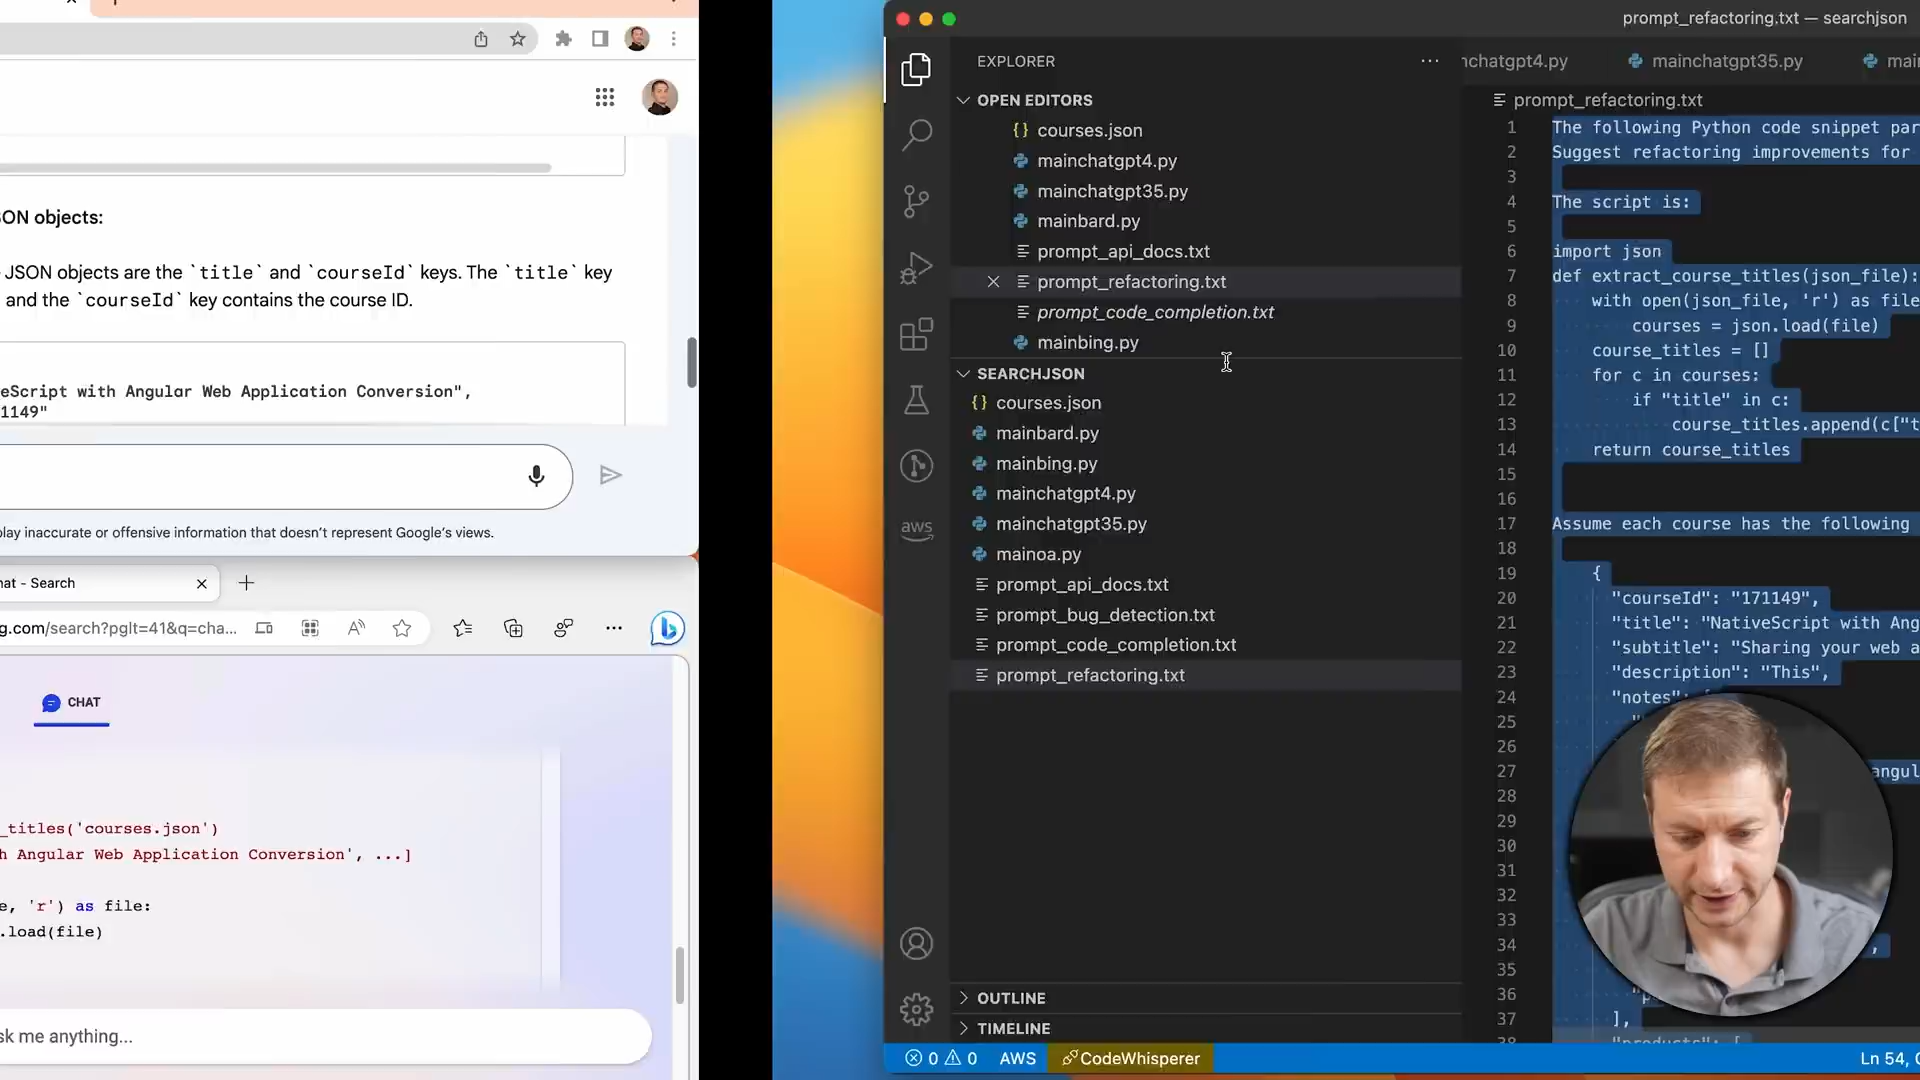 SON objects:
JSON objects are the `title` and `courseId` keys. The `title` key
and the `courseId` key contains the course ID.
eScript with Angular Web Application Conversion",
1149"
play inaccurate or offensive information that doesn't represent Google's views.
hat - Search
g.com/search?pglt=41&q=cha...
CHAT
_titles('courses.json')
h Angular Web Application Conversion', ...]
e, 'r') as file:
.load(file)
sk me anything...
prompt_refactoring.txt — searchjson
EXPLORER
OPEN EDITORS
courses.json
mainchatgpt4.py
mainchatgpt35.py
mainbard.py
prompt_api_docs.txt
prompt_refactoring.txt
prompt_code_completion.txt
mainbing.py
SEARCHJSON
courses.json
mainbard.py
mainbing.py
mainchatgpt4.py
mainchatgpt35.py
mainoa.py
prompt_api_docs.txt
prompt_bug_detection.txt
prompt_code_completion.txt
prompt_refactoring.txt
OUTLINE
TIMELINE
aws
0 0 AWS CodeWhisperer
Ln 54,
nchatgpt4.py mainchatgpt35.py mai
prompt_refactoring.txt
1 The following Python code snippet par
2 Suggest refactoring improvements for
3
4 The script is:
5
6 import json
7 def extract_course_titles(json_file):
8 with open(json_file, 'r') as file
9 courses = json.load(file)
10 course_titles = []
11 for c in courses:
12 if "title" in c:
13 course_titles.append(c["t
14 return course_titles
15
16
17 Assume each course has the following
18
19 {
20 "courseId": "171149",
21 "title": "NativeScript with Ang
22 "subtitle": "Sharing your web a
23 "description": "This",
24 "notes":
25
26
27 angul
28
29
30
31
32
33
34 ,
35
36
37 ],
38 "products": [